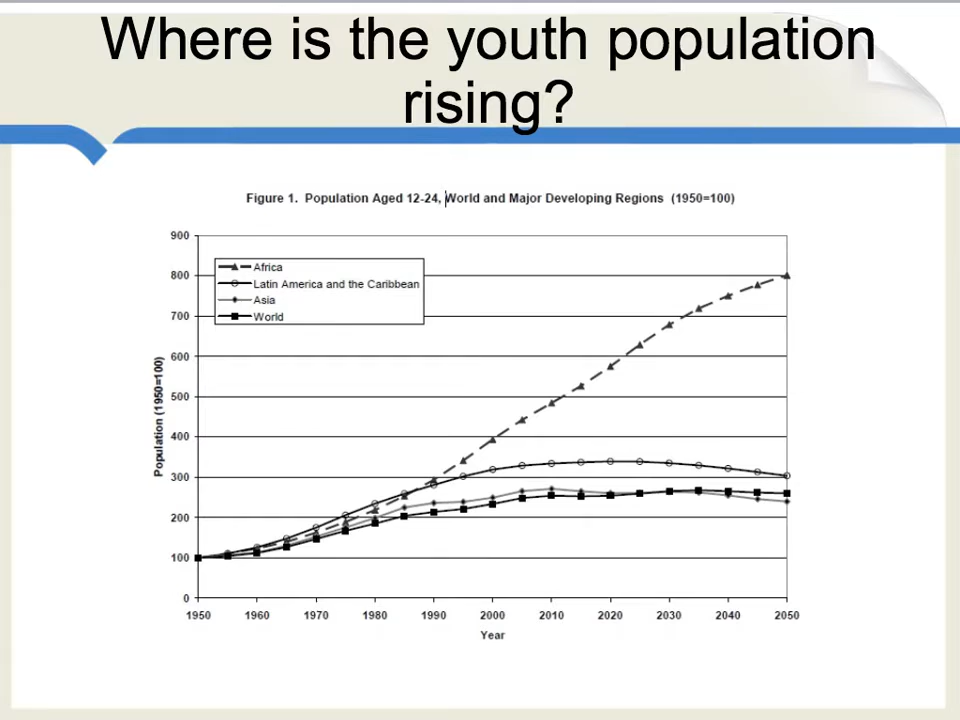 Where is the youth population
rising?
Figure 1. Population Aged 12-24, World and Major Developing Regions (1950=100)
900
800
700
600
500
400
300
200
100
0
Population (1950=100)
Africa
Latin America and the Caribbean
Asia
World
1950 1960 1970 1980 1990 2000 2010 2020 2030 2040 2050
Year